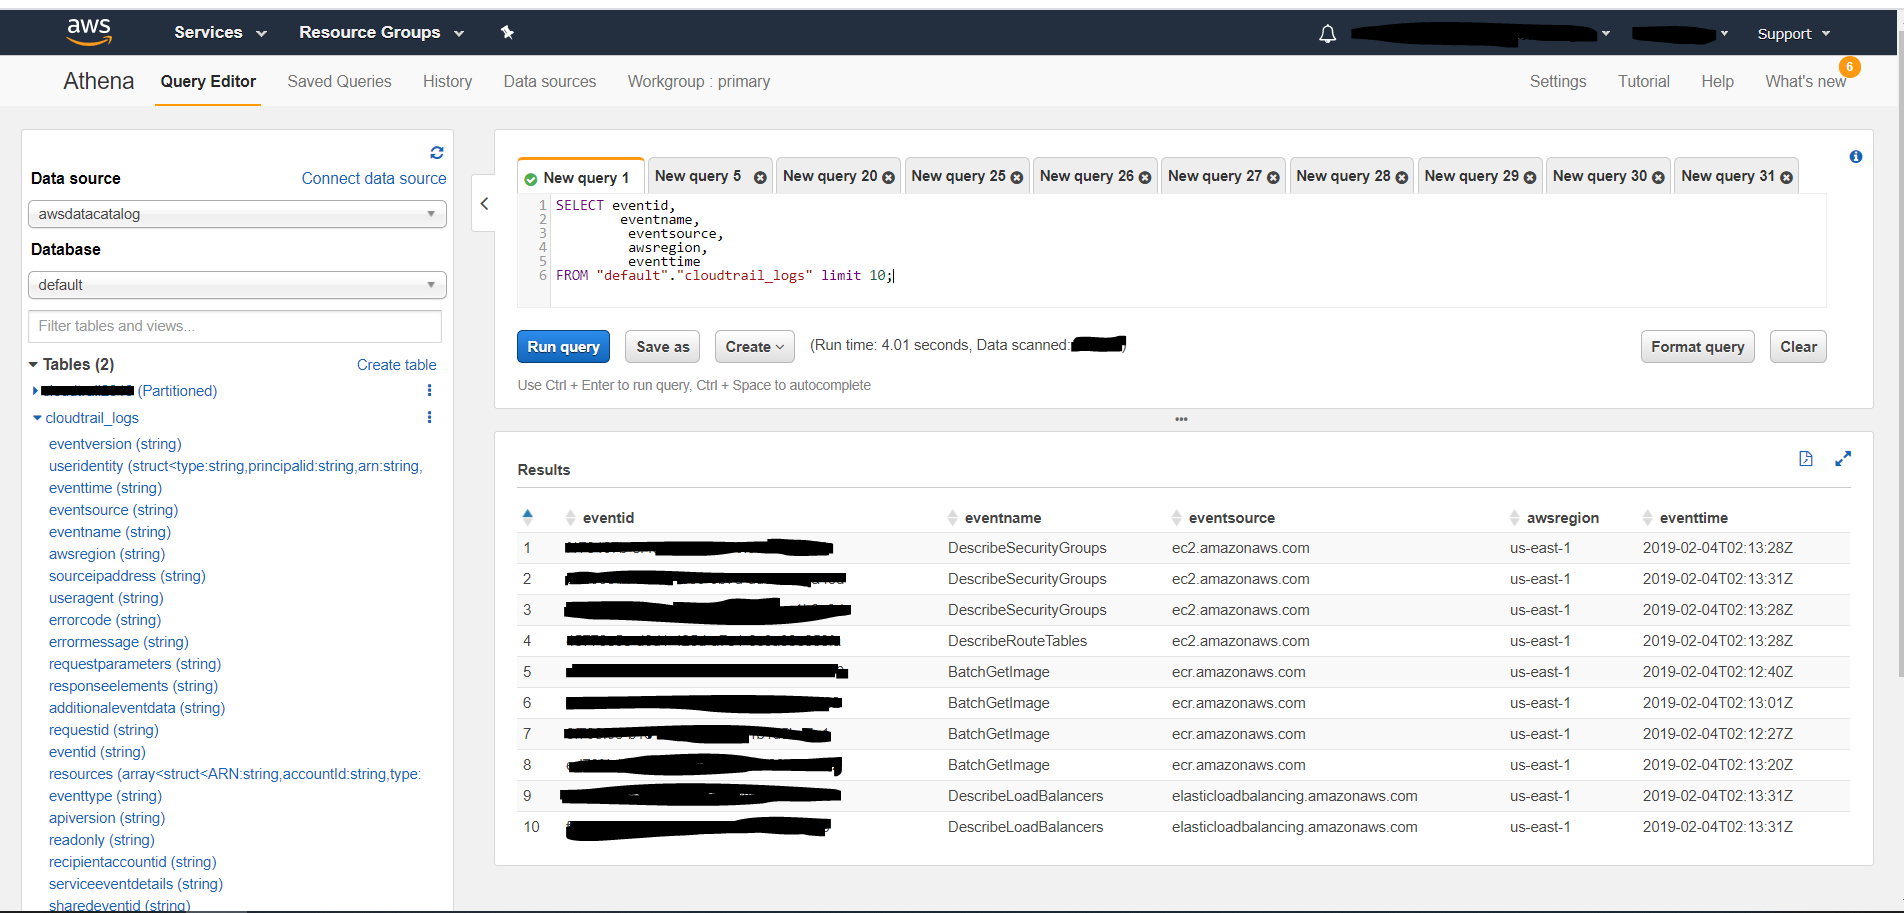 aws Services Resource Groups Support
Athena Query Editor Saved Queries History Data sources Workgroup : primary Settings Tutorial Help What's new 6
Data source Connect data source
awsdatacatalog
Database
default
Filter tables and views...
Tables (2) Create table
(Partitioned)
cloudtrail_logs
eventversion (string)
useridentity (struct<type:string,principalid:string,arn:string,
eventtime (string)
eventsource (string)
eventname (string)
awsregion (string)
sourceipaddress (string)
useragent (string)
errorcode (string)
errormessage (string)
requestparameters (string)
responseelements (string)
additionaleventdata (string)
requestid (string)
eventid (string)
resources (array<struct<ARN:string,accountId:string,type:
eventtype (string)
apiversion (string)
readonly (string)
recipientaccountid (string)
serviceeventdetails (string)
sharedeventid (string)
New query 1 New query 5 New query 20 New query 25 New query 26 New query 27 New query 28 New query 29 New query 30 New query 31
1 SELECT eventid,
2 eventname,
3 eventsource,
4 awsregion,
5 eventtime
6 FROM "default"."cloudtrail_logs" limit 10;
Run query Save as Create (Run time: 4.01 seconds, Data scanned: Format query Clear
Use Ctrl + Enter to run query, Ctrl + Space to autocomplete
Results
eventid eventname eventsource awsregion eventtime
1 DescribeSecurityGroups ec2.amazonaws.com us-east-1 2019-02-04T02:13:28Z
2 DescribeSecurityGroups ec2.amazonaws.com us-east-1 2019-02-04T02:13:31Z
3 DescribeSecurityGroups ec2.amazonaws.com us-east-1 2019-02-04T02:13:28Z
4 DescribeRouteTables ec2.amazonaws.com us-east-1 2019-02-04T02:13:28Z
5 BatchGetImage ecr.amazonaws.com us-east-1 2019-02-04T02:12:40Z
6 BatchGetImage ecr.amazonaws.com us-east-1 2019-02-04T02:13:01Z
7 BatchGetImage ecr.amazonaws.com us-east-1 2019-02-04T02:12:27Z
8 BatchGetImage ecr.amazonaws.com us-east-1 2019-02-04T02:13:20Z
9 DescribeLoadBalancers elasticloadbalancing.amazonaws.com us-east-1 2019-02-04T02:13:31Z
10 DescribeLoadBalancers elasticloadbalancing.amazonaws.com us-east-1 2019-02-04T02:13:31Z